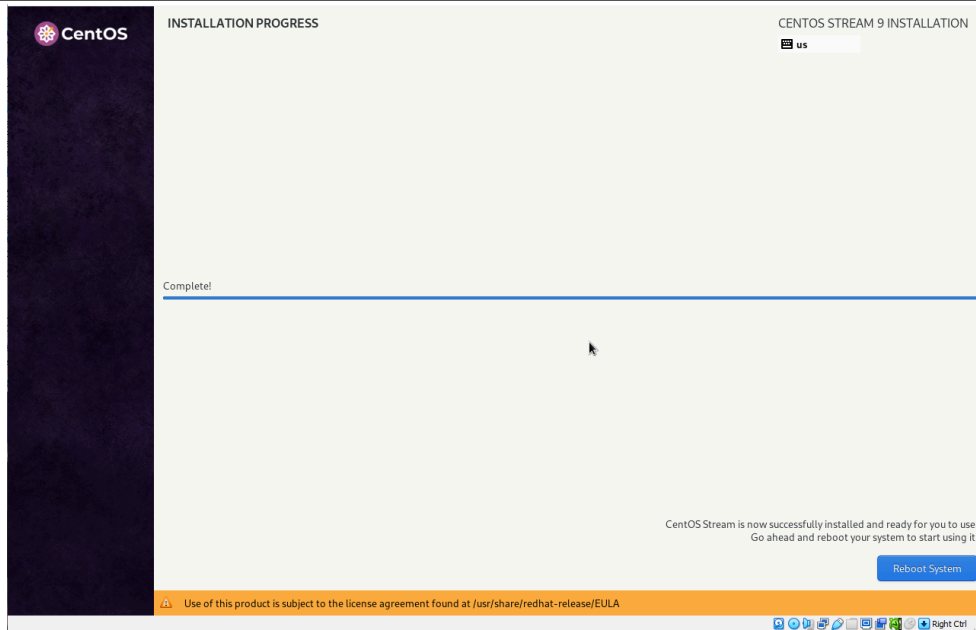 CentOS
INSTALLATION PROGRESS
CENTOS STREAM 9 INSTALLATION
us
Complete!
CentOS Stream is now successfully installed and ready for you to use
Go ahead and reboot your system to start using it
Reboot System
Use of this product is subject to the license agreement found at /usr/share/redhat-release/EULA
Right Ctrl